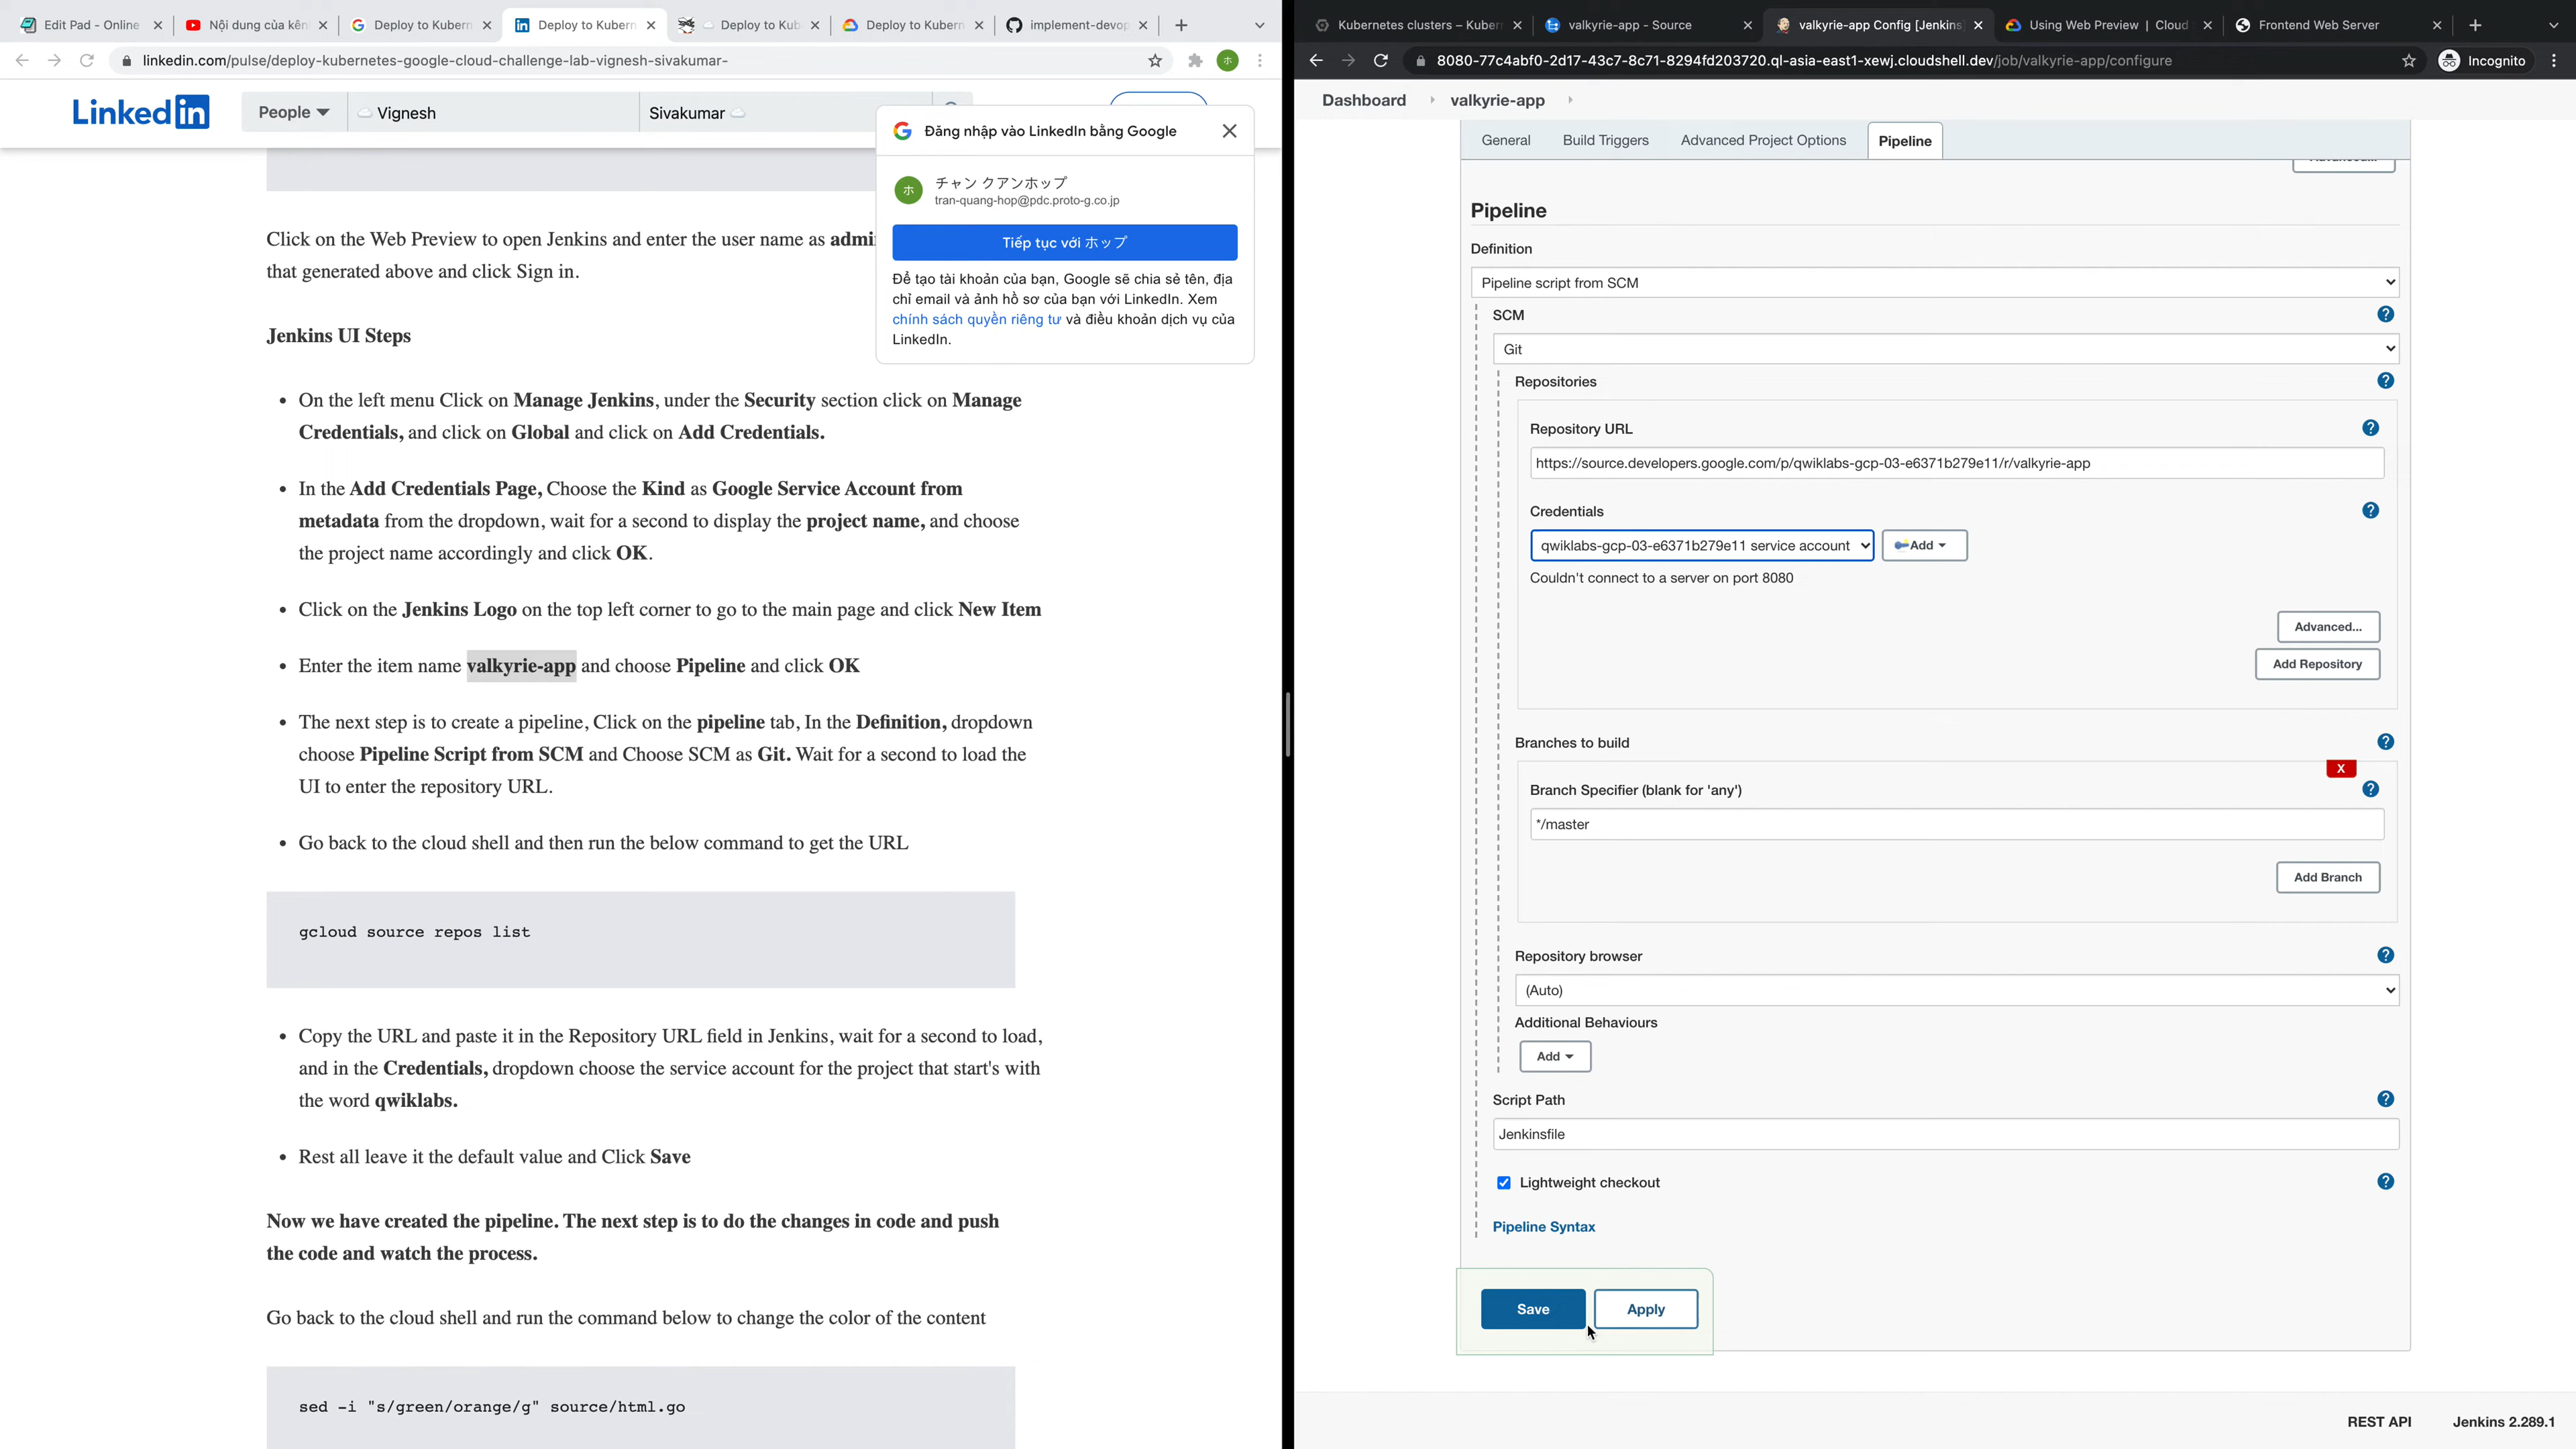 Edit Pad - Online
Nội dung của kên
Deploy to Kubern
Deploy to Kubern
Deploy to Kub
Deploy to Kubern
implement-devop
linkedin.com/pulse/deploy-kubernetes-google-cloud-challenge-lab-vignesh-sivakumar-
ホ
Linked in
People
Vignesh
Sivakumar
Đăng nhập vào LinkedIn bằng Google
ホ
チャン クアンホップ
tran-quang-hop@pdc.proto-g.co.jp
Tiếp tục với ホップ
Để tạo tài khoản của bạn, Google sẽ chia sẻ tên, địa
chỉ email và ảnh hồ sơ của bạn với LinkedIn. Xem
chính sách quyền riêng tư và điều khoản dịch vụ của
LinkedIn.
Click on the Web Preview to open Jenkins and enter the user name as admi
that generated above and click Sign in.
Jenkins UI Steps
• On the left menu Click on Manage Jenkins, under the Security section click on Manage
Credentials, and click on Global and click on Add Credentials.
• In the Add Credentials Page, Choose the Kind as Google Service Account from
metadata from the dropdown, wait for a second to display the project name, and choose
the project name accordingly and click OK.
• Click on the Jenkins Logo on the top left corner to go to the main page and click New Item
• Enter the item name valkyrie-app and choose Pipeline and click OK
• The next step is to create a pipeline, Click on the pipeline tab, In the Definition, dropdown
choose Pipeline Script from SCM and Choose SCM as Git. Wait for a second to load the
UI to enter the repository URL.
• Go back to the cloud shell and then run the below command to get the URL
gcloud source repos list
• Copy the URL and paste it in the Repository URL field in Jenkins, wait for a second to load,
and in the Credentials, dropdown choose the service account for the project that start's with
the word qwiklabs.
• Rest all leave it the default value and Click Save
Now we have created the pipeline. The next step is to do the changes in code and push
the code and watch the process.
Go back to the cloud shell and run the command below to change the color of the content
sed -i "s/green/orange/g" source/html.go
Kubernetes clusters – Kuber
valkyrie-app - Source
valkyrie-app Config [Jenkins]
Using Web Preview | Cloud
Frontend Web Server
8080-77c4abf0-2d17-43c7-8c71-8294fd203720.ql-asia-east1-xewj.cloudshell.dev/job/valkyrie-app/configure
Incognito
Dashboard
valkyrie-app
General
Build Triggers
Advanced Project Options
Pipeline
Advanced...
Pipeline
Definition
Pipeline script from SCM
SCM
?
Git
Repositories
?
Repository URL
?
https://source.developers.google.com/p/qwiklabs-gcp-03-e6371b279e11/r/valkyrie-app
Credentials
?
qwiklabs-gcp-03-e6371b279e11 service account
Add
Couldn't connect to a server on port 8080
Advanced...
Add Repository
Branches to build
?
X
Branch Specifier (blank for 'any')
?
*/master
Add Branch
Repository browser
?
(Auto)
Additional Behaviours
Add
Script Path
?
Jenkinsfile
Lightweight checkout
?
Pipeline Syntax
Save
Apply
REST API
Jenkins 2.289.1